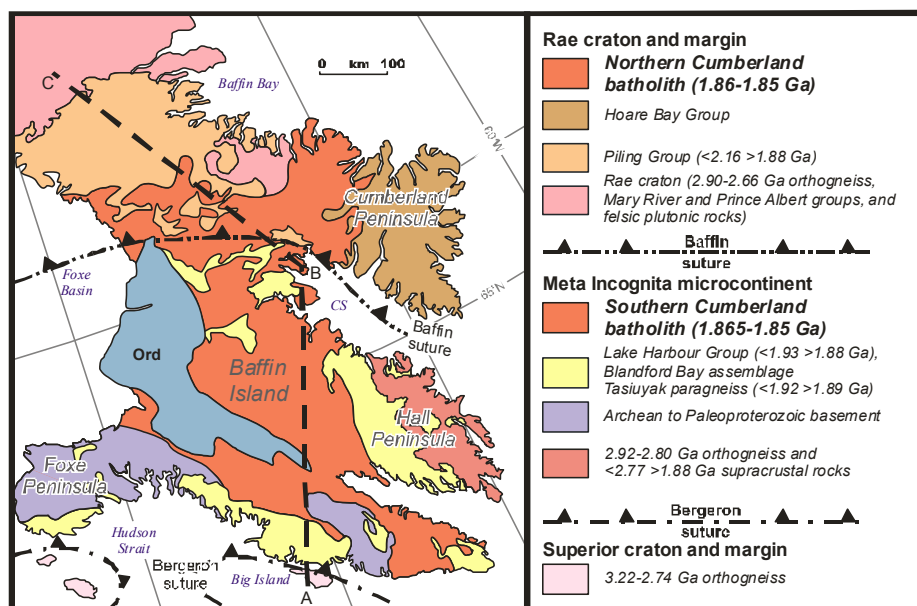 C
Baffin Bay
0 km 100
60°W
Cumberland
Peninsula
65°N
Foxe
Basin
B
CS
Baffin
suture
Ord
Baffin
Island
Hall
Peninsula
Foxe
Peninsula
Hudson
Strait
Bergeron
suture
Big Island
A
Rae craton and margin
Northern Cumberland
batholith (1.86-1.85 Ga)
Hoare Bay Group
Piling Group (<2.16 >1.88 Ga)
Rae craton (2.90-2.66 Ga orthogneiss,
Mary River and Prince Albert groups, and
felsic plutonic rocks)
Baffin
suture
Meta Incognita microcontinent
Southern Cumberland
batholith (1.865-1.85 Ga)
Lake Harbour Group (<1.93 >1.88 Ga),
Blandford Bay assemblage
Tasiuyak paragneiss (<1.92 >1.89 Ga)
Archean to Paleoproterozoic basement
2.92-2.80 Ga orthogneiss and
<2.77 >1.88 Ga supracrustal rocks
Bergeron
suture
Superior craton and margin
3.22-2.74 Ga orthogneiss